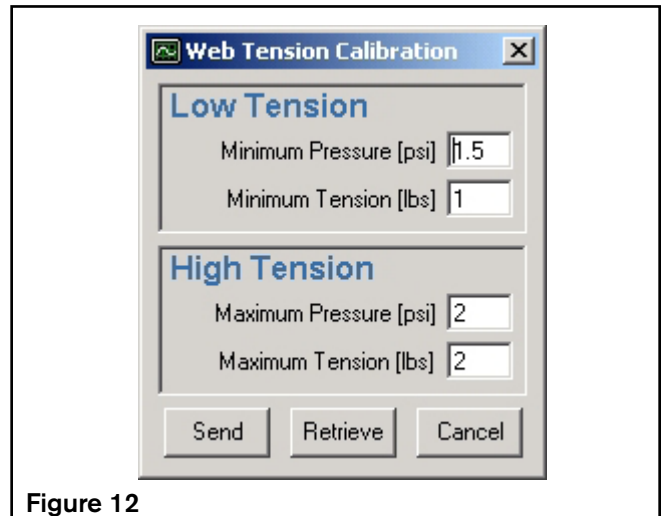 Web Tension Calibration
Low Tension
Minimum Pressure [psi] 1.5
Minimum Tension [lbs] 1
High Tension
Maximum Pressure [psi] 2
Maximum Tension [lbs] 2
Send Retrieve Cancel
Figure 12